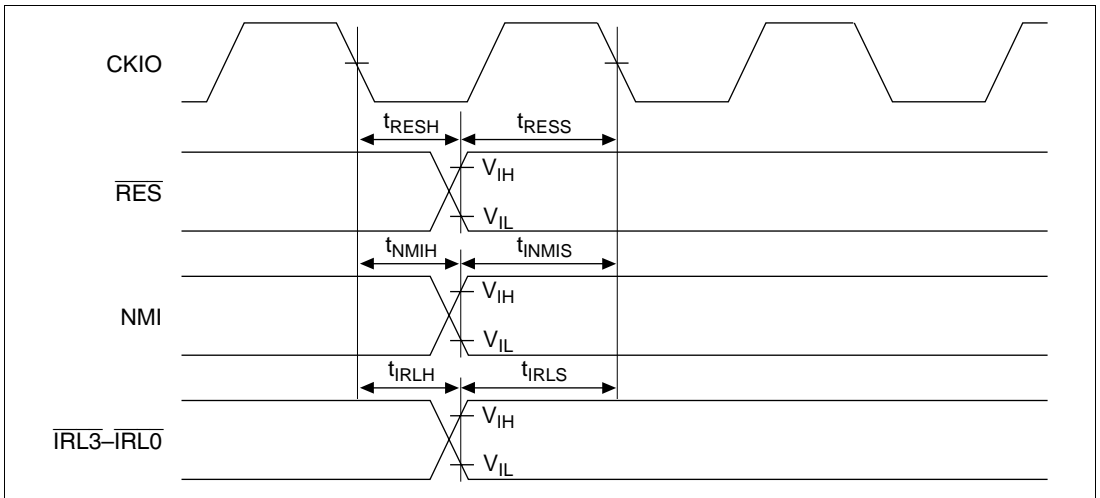 CKIO
tRESH tRESS
RES
VIH
VIL
tNMIH tINMIS
NMI
VIH
VIL
tIRLH tIRLS
IRL3–IRL0
VIH
VIL